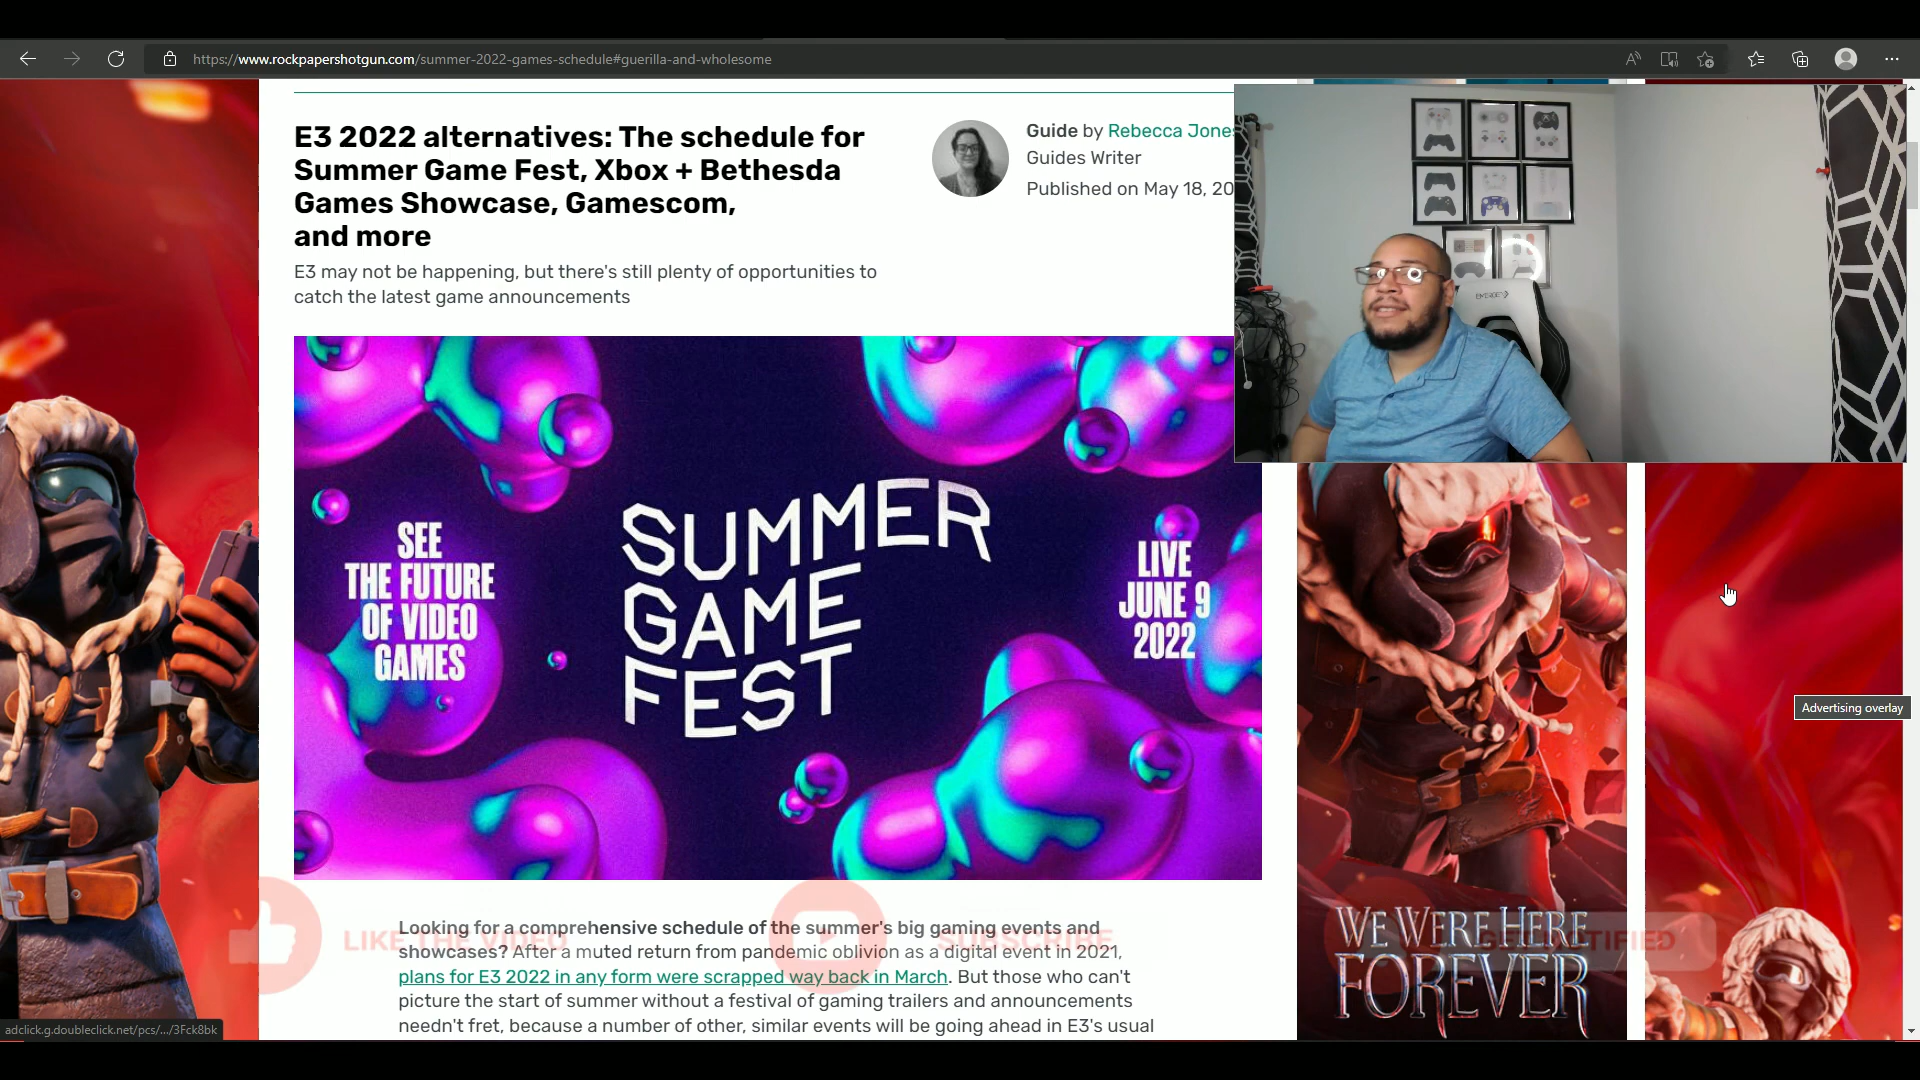 https://www.rockpapershotgun.com/summer-2022-games-schedule#guerilla-and-wholesome
E3 2022 alternatives: The schedule for
Summer Game Fest, Xbox + Bethesda
Games Showcase, Gamescom,
and more
E3 may not be happening, but there's still plenty of opportunities to
catch the latest game announcements
Guide by Rebecca Jones
Guides Writer
Published on May 18, 20
SEE
THE FUTURE
OF VIDEO
GAMES
SUMMER
GAME
FEST
LIVE
JUNE 9
2022
Advertising overlay
Looking for a comprehensive schedule of the summer's big gaming events and
showcases? After a muted return from pandemic oblivion as a digital event in 2021,
plans for E3 2022 in any form were scrapped way back in March. But those who can't
picture the start of summer without a festival of gaming trailers and announcements
needn't fret, because a number of other, similar events will be going ahead in E3's usual
LIKE THE VIDEO
SUBSCRIBE
WE WERE HERE
FOREVER
adclick.g.doubleclick.net/pcs/.../3Fck8bk